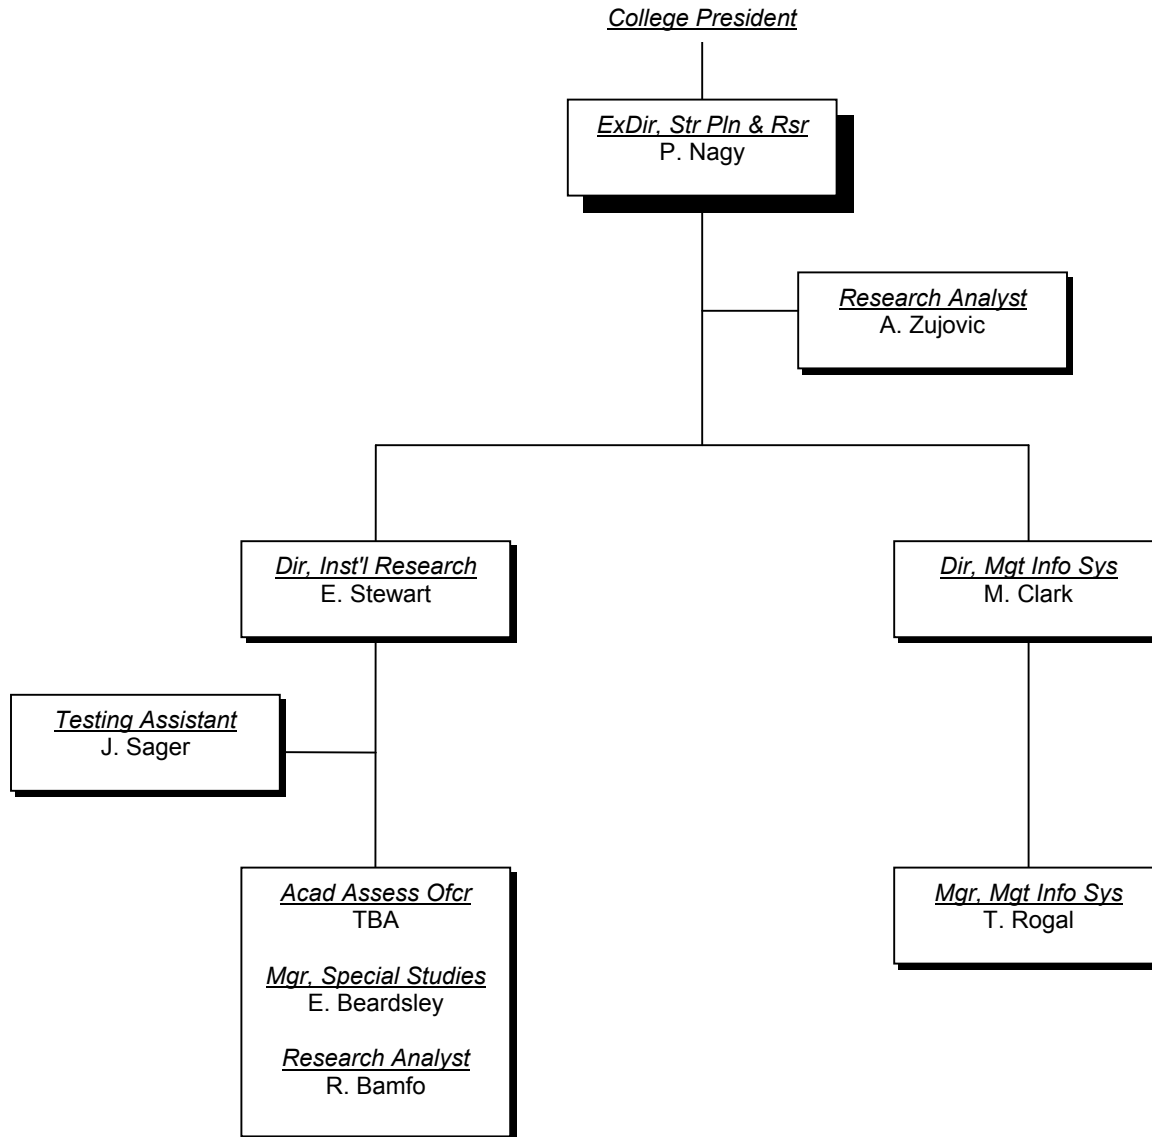 College President
ExDir, Str Pln & Rsr
P. Nagy
Research Analyst
A. Zujovic
Dir, Inst'l Research
E. Stewart
Dir, Mgt Info Sys
M. Clark
Testing Assistant
J. Sager
Acad Assess Ofcr
TBA
Mgr, Special Studies
E. Beardsley
Research Analyst
R. Bamfo
Mgr, Mgt Info Sys
T. Rogal